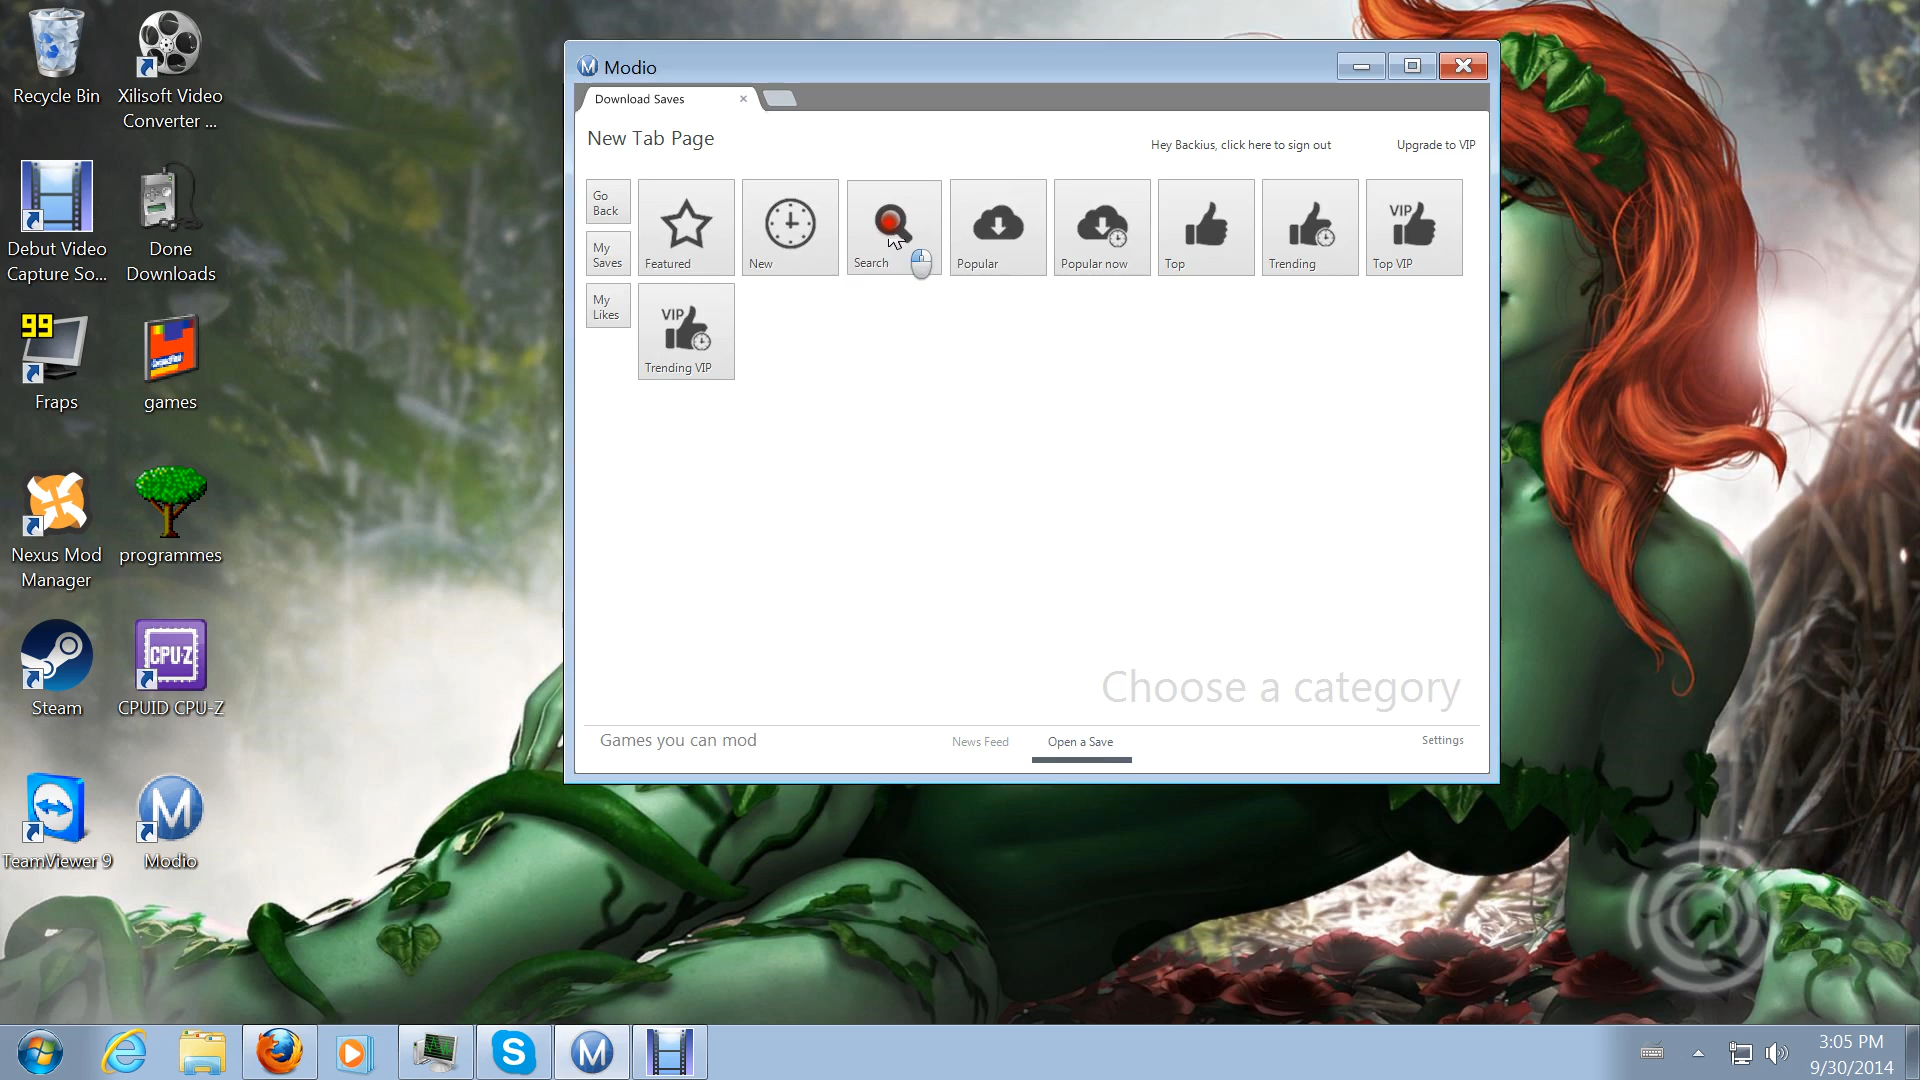 Recycle Bin
Xilisoft Video
Converter ...
Debut Video
Capture So...
Done
Downloads
99
Fraps
games
Nexus Mod
Manager
programmes
Steam
CPU-Z
CPUID CPU-Z
TeamViewer 9
M
Modio
M Modio
Download Saves
New Tab Page
Hey Backius, click here to sign out
Upgrade to VIP
Go
Back
My
Saves
My
Likes
Featured
New
Search
Popular
Popular now
Top
Trending
VIP
Top VIP
VIP
Trending VIP
Choose a category
Games you can mod
News Feed
Open a Save
Settings
S
M
3:05 PM
9/30/2014